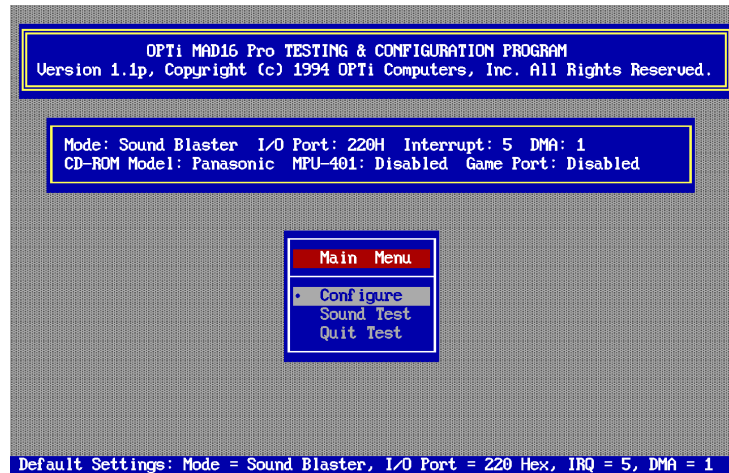 OPTi MAD16 Pro TESTING & CONFIGURATION PROGRAM
Version 1.1p, Copyright (c) 1994 OPTi Computers, Inc. All Rights Reserved.
Mode: Sound Blaster I/O Port: 220H Interrupt: 5 DMA: 1
CD-ROM Model: Panasonic MPU-401: Disabled Game Port: Disabled
Main Menu
• Configure
Sound Test
Quit Test
Default Settings: Mode = Sound Blaster, I/O Port = 220 Hex, IRQ = 5, DMA = 1